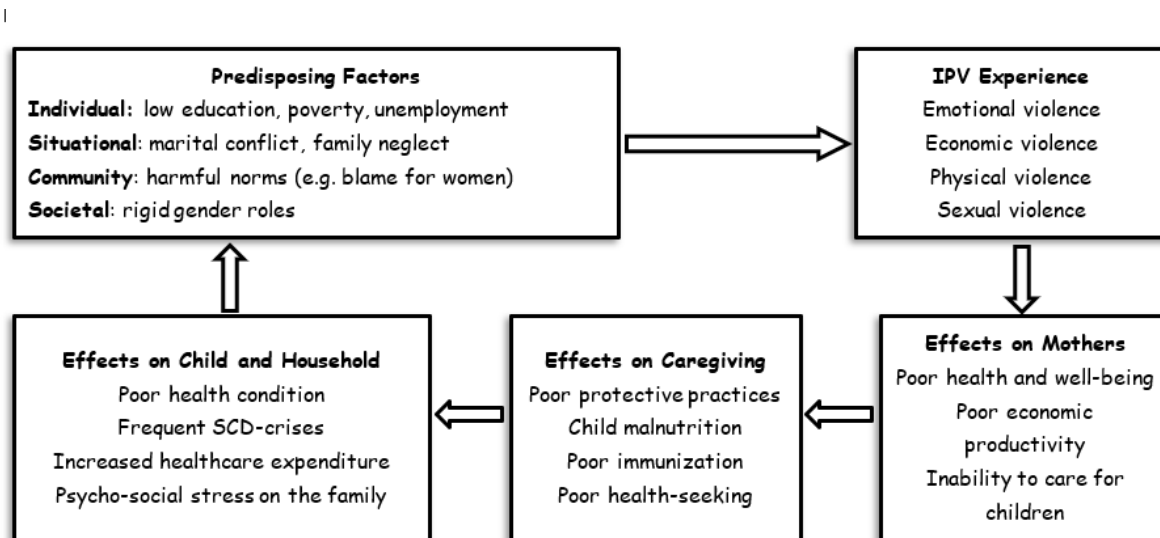 Predisposing Factors
Individual: low education, poverty, unemployment
Situational: marital conflict, family neglect
Community: harmful norms (e.g. blame for women)
Societal: rigid gender roles
IPV Experience
Emotional violence
Economic violence
Physical violence
Sexual violence
Effects on Mothers
Poor health and well-being
Poor economic
productivity
Inability to care for
children
Effects on Caregiving
Poor protective practices
Child malnutrition
Poor immunization
Poor health-seeking
Effects on Child and Household
Poor health condition
Frequent SCD-crises
Increased healthcare expenditure
Psycho-social stress on the family